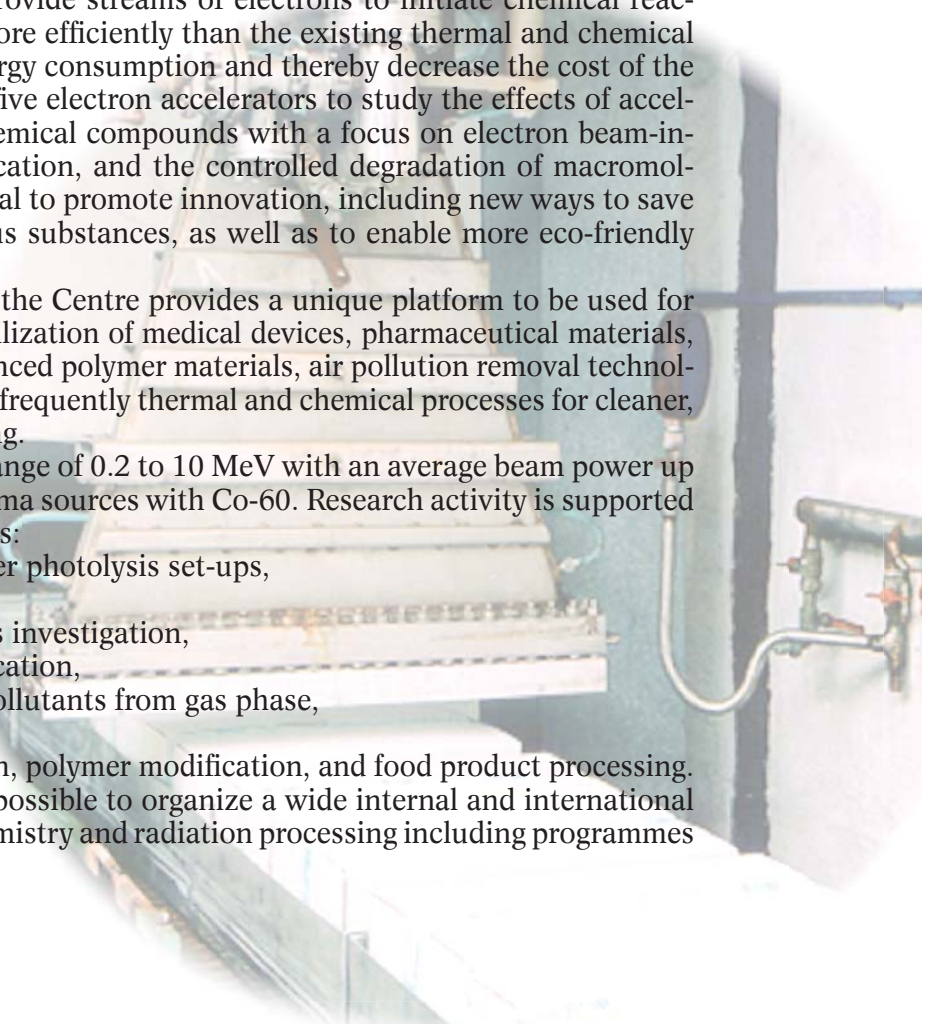 ovide streams of electrons to initiate chemical reac-
ore efficiently than the existing thermal and chemical
rgy consumption and thereby decrease the cost of the
five electron accelerators to study the effects of accel-
emical compounds with a focus on electron beam-in-
cation, and the controlled degradation of macromol-
al to promote innovation, including new ways to save
us substances, as well as to enable more eco-friendly
the Centre provides a unique platform to be used for
ilization of medical devices, pharmaceutical materials,
nced polymer materials, air pollution removal technol-
frequently thermal and chemical processes for cleaner,
g.
ange of 0.2 to 10 MeV with an average beam power up
ma sources with Co-60. Research activity is supported
s:
er photolysis set-ups,
s investigation,
cation,
ollutants from gas phase,
n, polymer modification, and food product processing.
possible to organize a wide internal and international
mistry and radiation processing including programmes